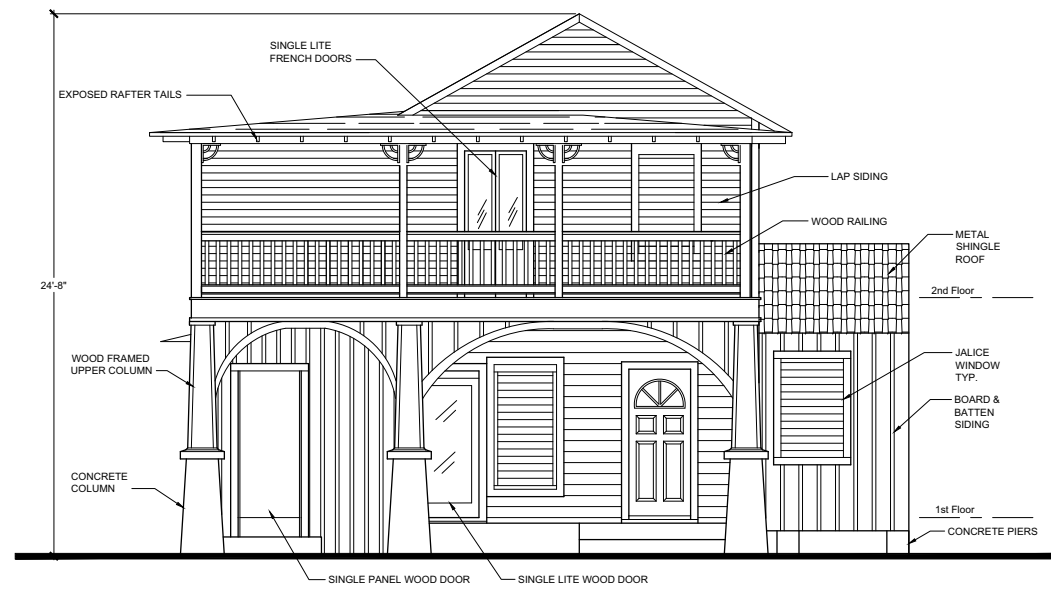 SINGLE LITE
FRENCH DOORS
EXPOSED RAFTER TAILS
LAP SIDING
WOOD RAILING
METAL
SHINGLE
ROOF
24'-8"
2nd Floor
WOOD FRAMED
UPPER COLUMN
JALICE
WINDOW
TYP.
BOARD &
BATTEN
SIDING
CONCRETE
COLUMN
1st Floor
CONCRETE PIERS
SINGLE PANEL WOOD DOOR
SINGLE LITE WOOD DOOR